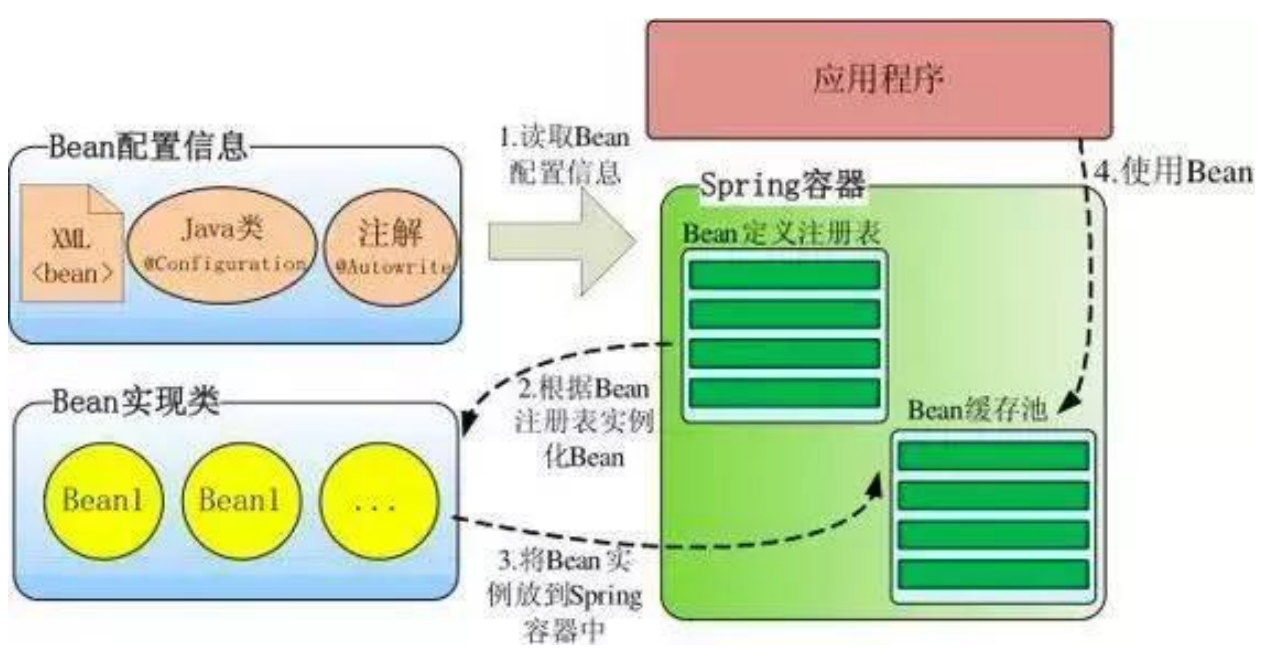 应用程序
Bean配置信息
1.读取Bean
配置信息
4.使用Bean
Spring容器
XML
<bean>
Java类
@Configuration
注解
@Autowrite
Bean定义注册表
Bean实现类
2.根据Bean
注册表实例
化Bean
Bean缓存池
Bean1
Bean1
...
3.将Bean实
例放到Spring
容器中